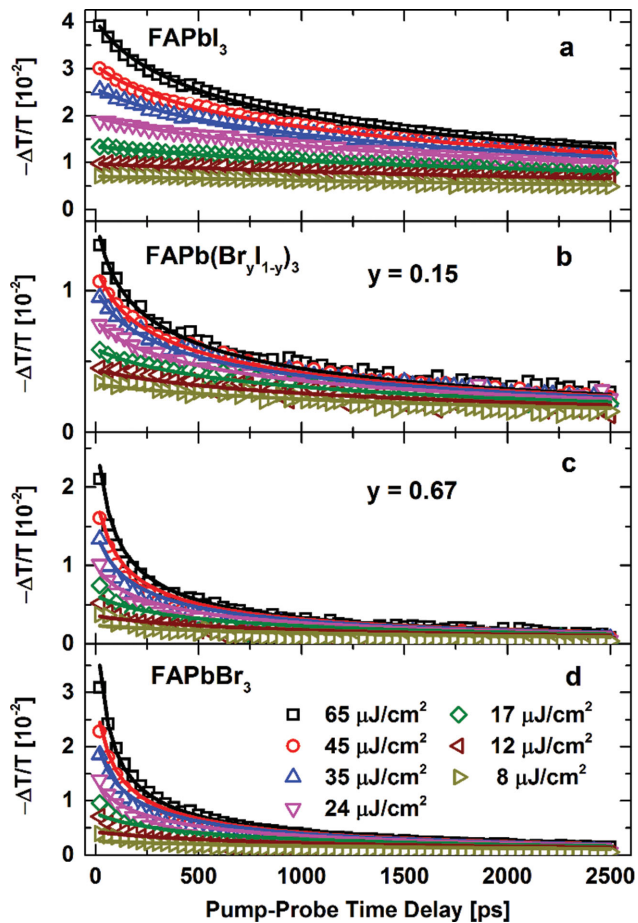 FAPbI₃
a
−ΔT/T [10⁻²]
4
3
2
1
0
FAPb(Br_yI_{1-y})₃
y = 0.15
b
−ΔT/T [10⁻²]
1
0
c
y = 0.67
−ΔT/T [10⁻²]
2
1
0
FAPbBr₃
d
65 μJ/cm²
17 μJ/cm²
45 μJ/cm²
12 μJ/cm²
35 μJ/cm²
8 μJ/cm²
24 μJ/cm²
−ΔT/T [10⁻²]
3
2
1
0
0 500 1000 1500 2000 2500
Pump-Probe Time Delay [ps]